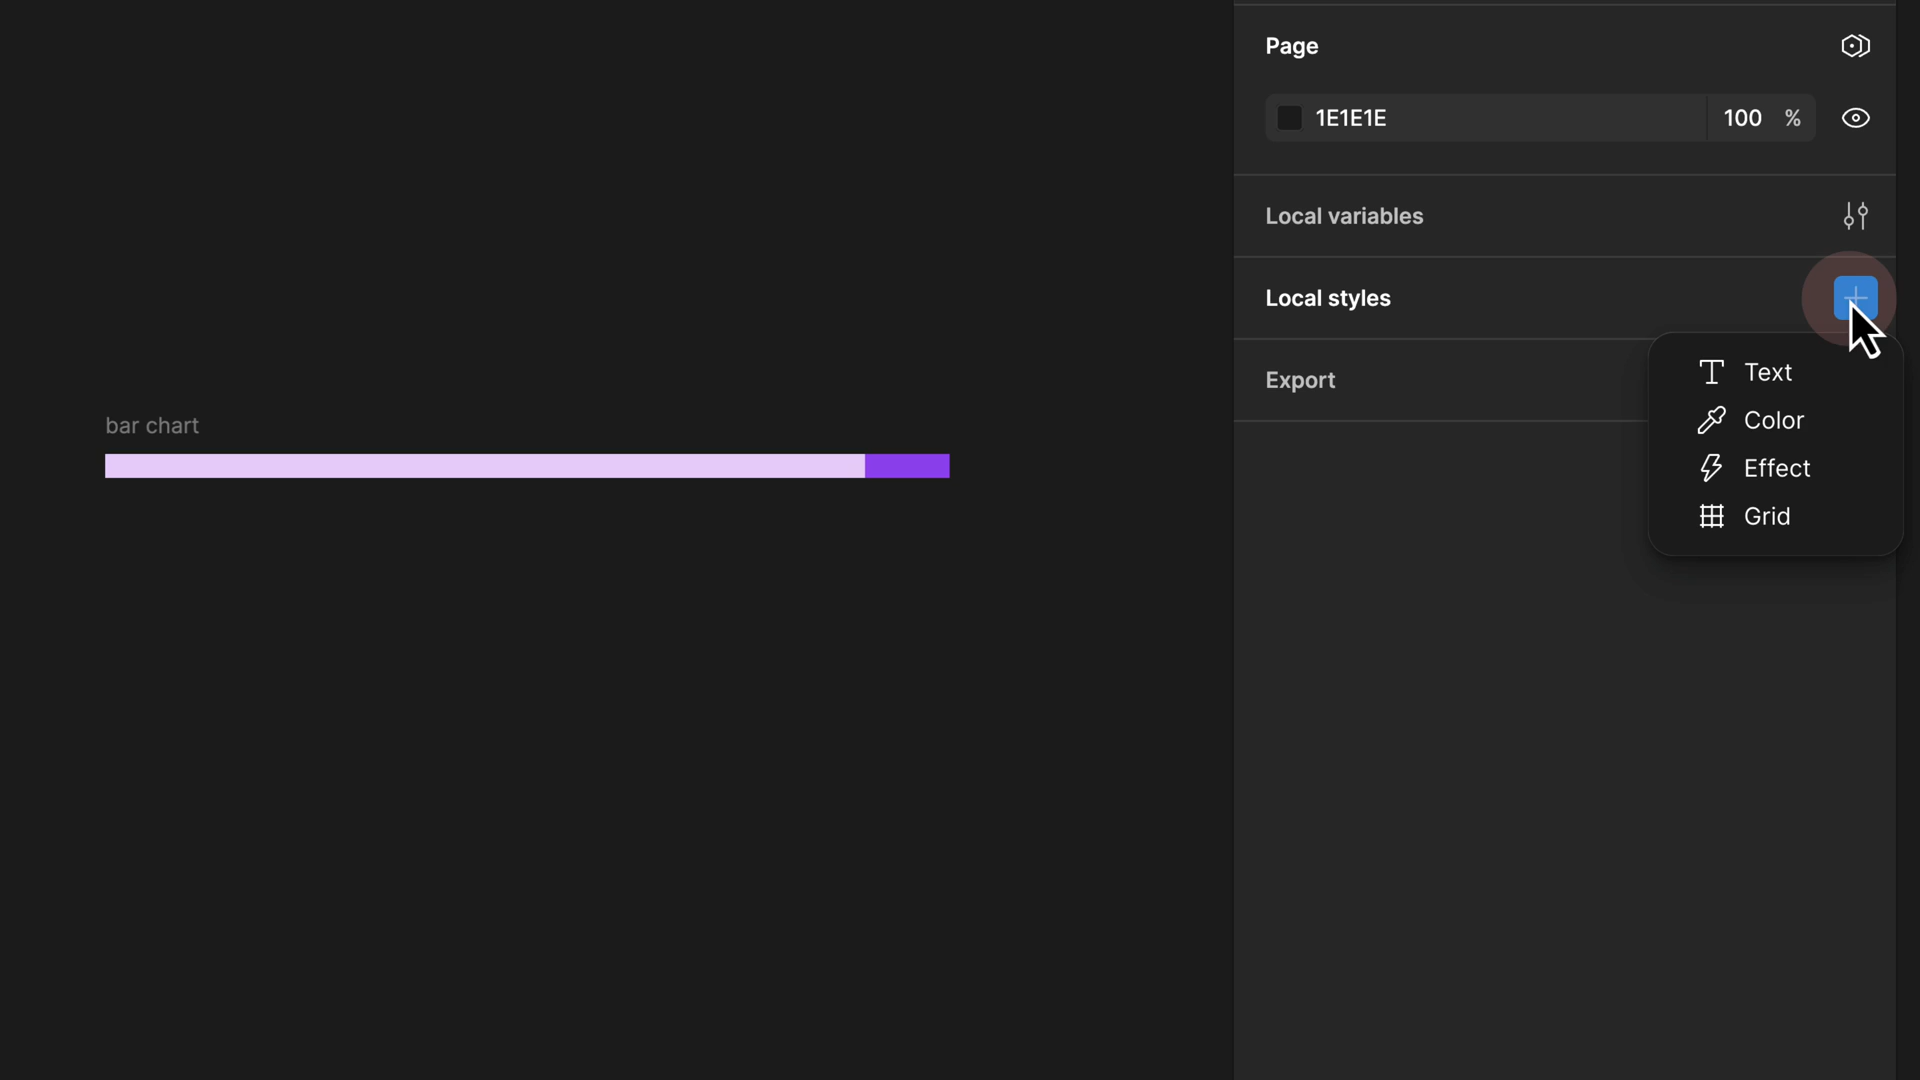 Page
1E1E1E 100 %
Local variables
Local styles
Export
Text
Color
Effect
Grid
bar chart